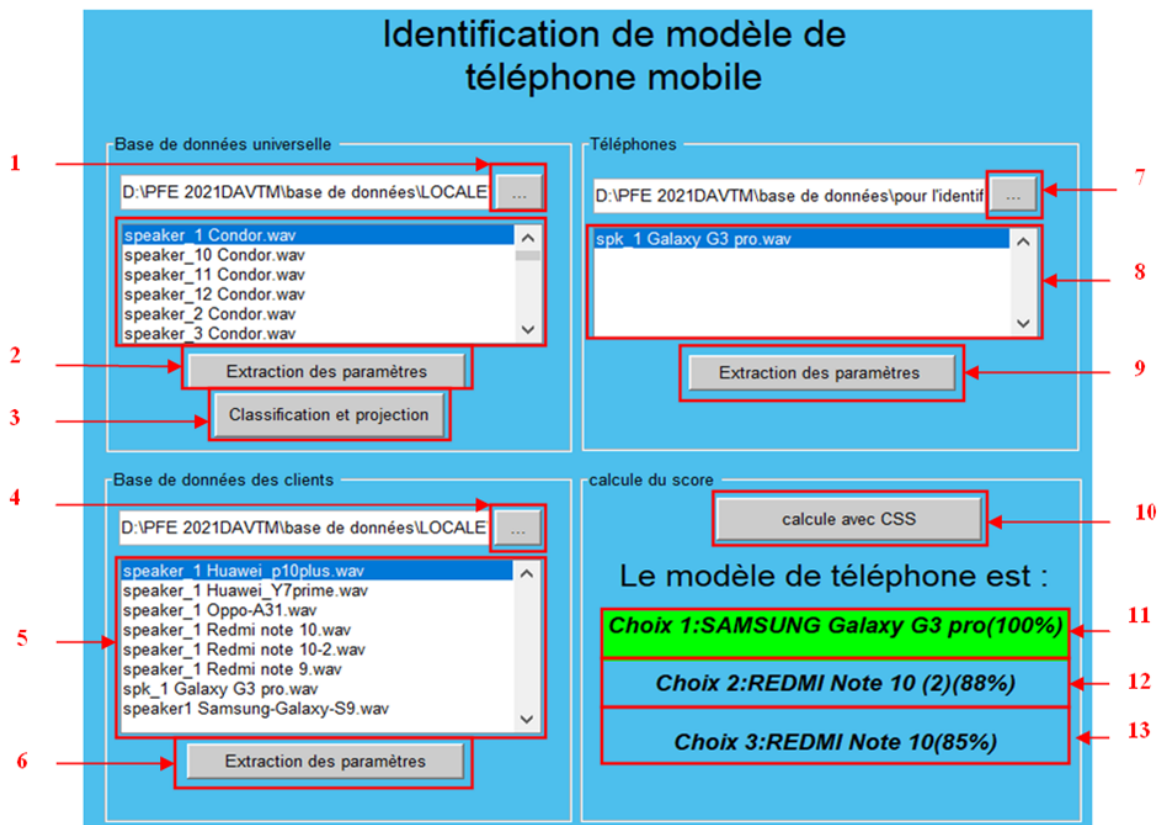 Identification de modèle de
téléphone mobile
Base de données universelle
1
D:\PFE 2021DAVTM\base de données\LOCALE
...
speaker_1 Condor.wav
speaker_10 Condor.wav
speaker_11 Condor.wav
speaker_12 Condor.wav
speaker_2 Condor.wav
speaker_3 Condor.wav
2
Extraction des paramètres
3
Classification et projection
Téléphones
7
D:\PFE 2021DAVTM\base de données\pour l'identif
...
spk_1 Galaxy G3 pro.wav
8
Extraction des paramètres
9
Base de données des clients
4
D:\PFE 2021DAVTM\base de données\LOCALE
...
speaker_1 Huawei_p10plus.wav
speaker_1 Huawei_Y7prime.wav
speaker_1 Oppo-A31.wav
speaker_1 Redmi note 10.wav
speaker_1 Redmi note 10-2.wav
speaker_1 Redmi note 9.wav
spk_1 Galaxy G3 pro.wav
speaker1 Samsung-Galaxy-S9.wav
5
6
Extraction des paramètres
calcule du score
calcule avec CSS
10
Le modèle de téléphone est :
Choix 1:SAMSUNG Galaxy G3 pro(100%)
11
Choix 2:REDMI Note 10 (2)(88%)
12
Choix 3:REDMI Note 10(85%)
13